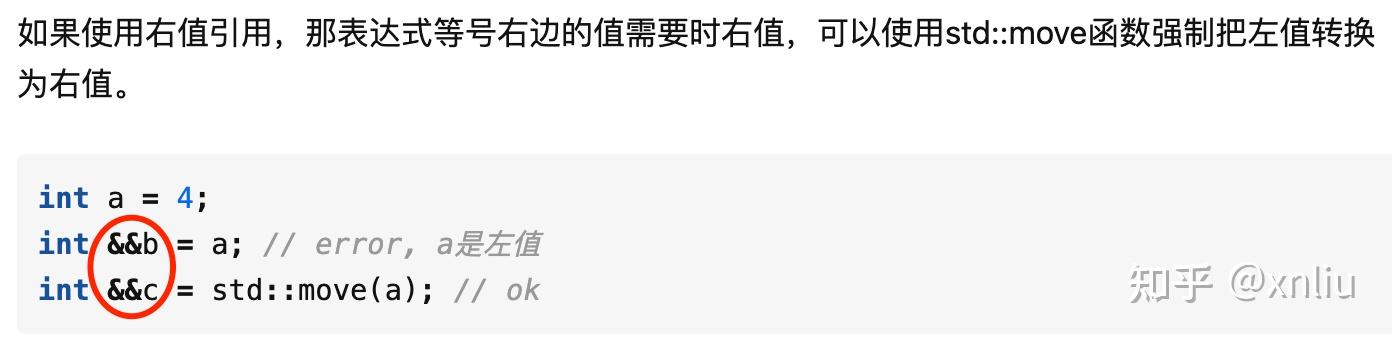 如果使用右值引用，那表达式等号右边的值需要时右值，可以使用std::move函数强制把左值转换
为右值。
int a = 4;
int &&b = a; // error, a是左值
int &&c = std::move(a); // ok
知乎 @xnliu